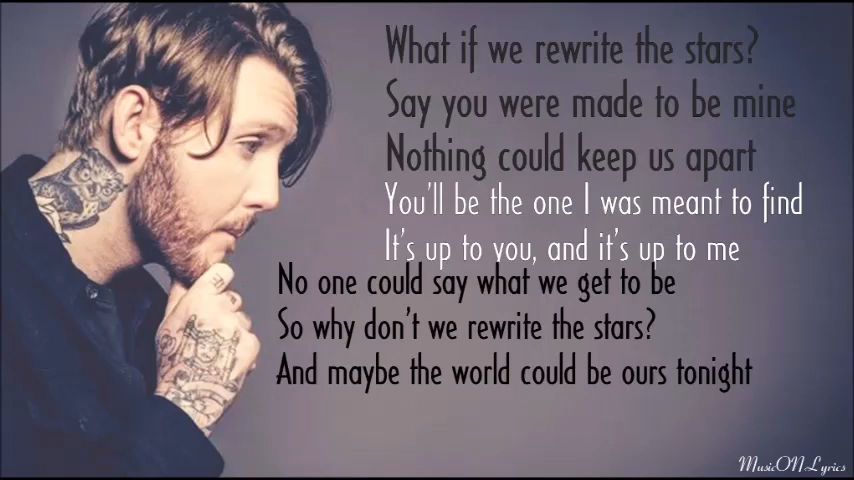 What if we rewrite the stars?
Say you were made to be mine
Nothing could keep us apart
You'll be the one I was meant to find
It's up to you, and it's up to me
No one could say what we get to be
So why don't we rewrite the stars?
And maybe the world could be ours tonight
MusicONLyrics